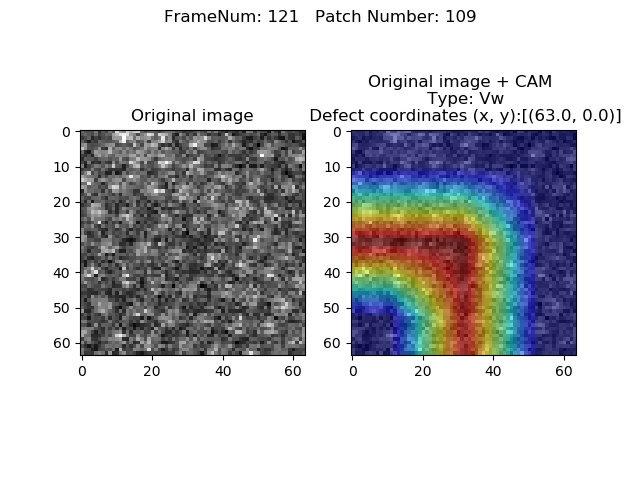 FrameNum: 121   Patch Number: 109
Original image
Original image + CAM
Type: Vw
Defect coordinates (x, y):[(63.0, 0.0)]
0
10
20
30
40
50
60
0 20 40 60
0
10
20
30
40
50
60
0 20 40 60